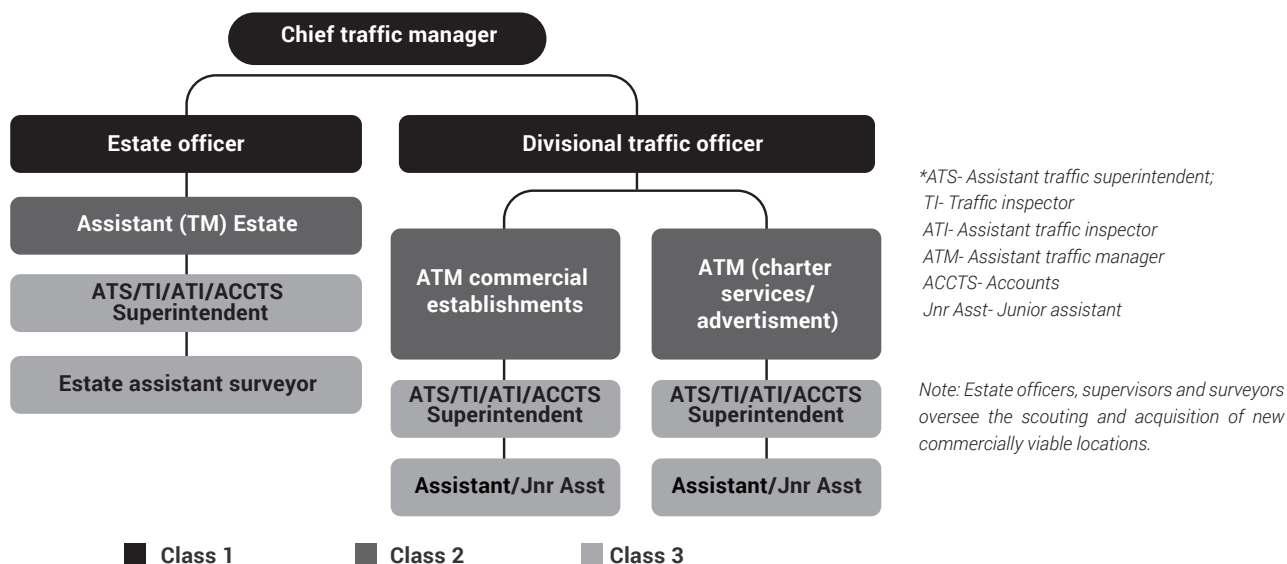 Chief traffic manager
Estate officer
Divisional traffic officer
Assistant (TM) Estate
ATS/TI/ATI/ACCTS
Superintendent
Estate assistant surveyor
ATM commercial
establishments
ATM (charter
services/
advertisment)
ATS/TI/ATI/ACCTS
Superintendent
ATS/TI/ATI/ACCTS
Superintendent
Assistant/Jnr Asst
Assistant/Jnr Asst
*ATS- Assistant traffic superintendent;
TI- Traffic inspector
ATI- Assistant traffic inspector
ATM- Assistant traffic manager
ACCTS- Accounts
Jnr Asst- Junior assistant
Note: Estate officers, supervisors and surveyors
oversee the scouting and acquisition of new
commercially viable locations.
Class 1
Class 2
Class 3